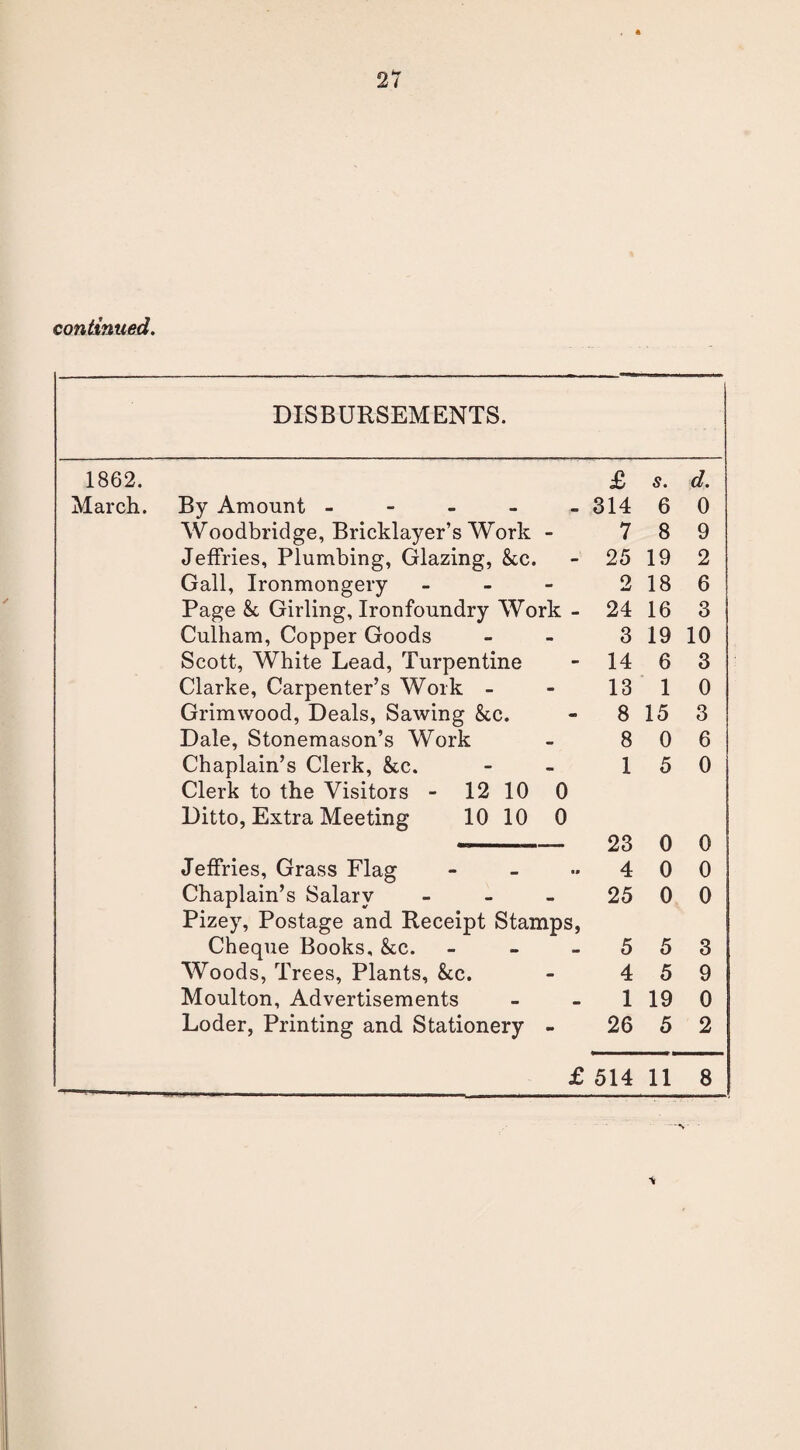 27
continued.
DISBURSEMENTS.
1862. £ s. d.
March. By Amount - - - - - 314 6 0
Woodbridge, Bricklayer's Work - 7 8 9
Jeffries, Plumbing, Glazing, &c. - 25 19 2
Gall, Ironmongery - - - 2 18 6
Page & Girling, Ironfoundry Work - 24 16 3
Culham, Copper Goods - - 3 19 10
Scott, White Lead, Turpentine - 14 6 3
Clarke, Carpenter's Work - - 13 1 0
Grimwood, Deals, Sawing &c. - 8 15 3
Dale, Stonemason's Work - 8 0 6
Chaplain's Clerk, &c. - - 1 5 0
Clerk to the Visitors - 12 10 0
Ditto, Extra Meeting 10 10 0
23 0 0
Jeffries, Grass Flag - - - 4 0 0
Chaplain's Salary - - - 25 0 0
Pizey, Postage and Receipt Stamps,
Cheque Books, &c. - - - 5 5 3
Woods, Trees, Plants, &c. - 4 5 9
Moulton, Advertisements - - 1 19 0
Loder, Printing and Stationery - 26 5 2
£ 514 11 8